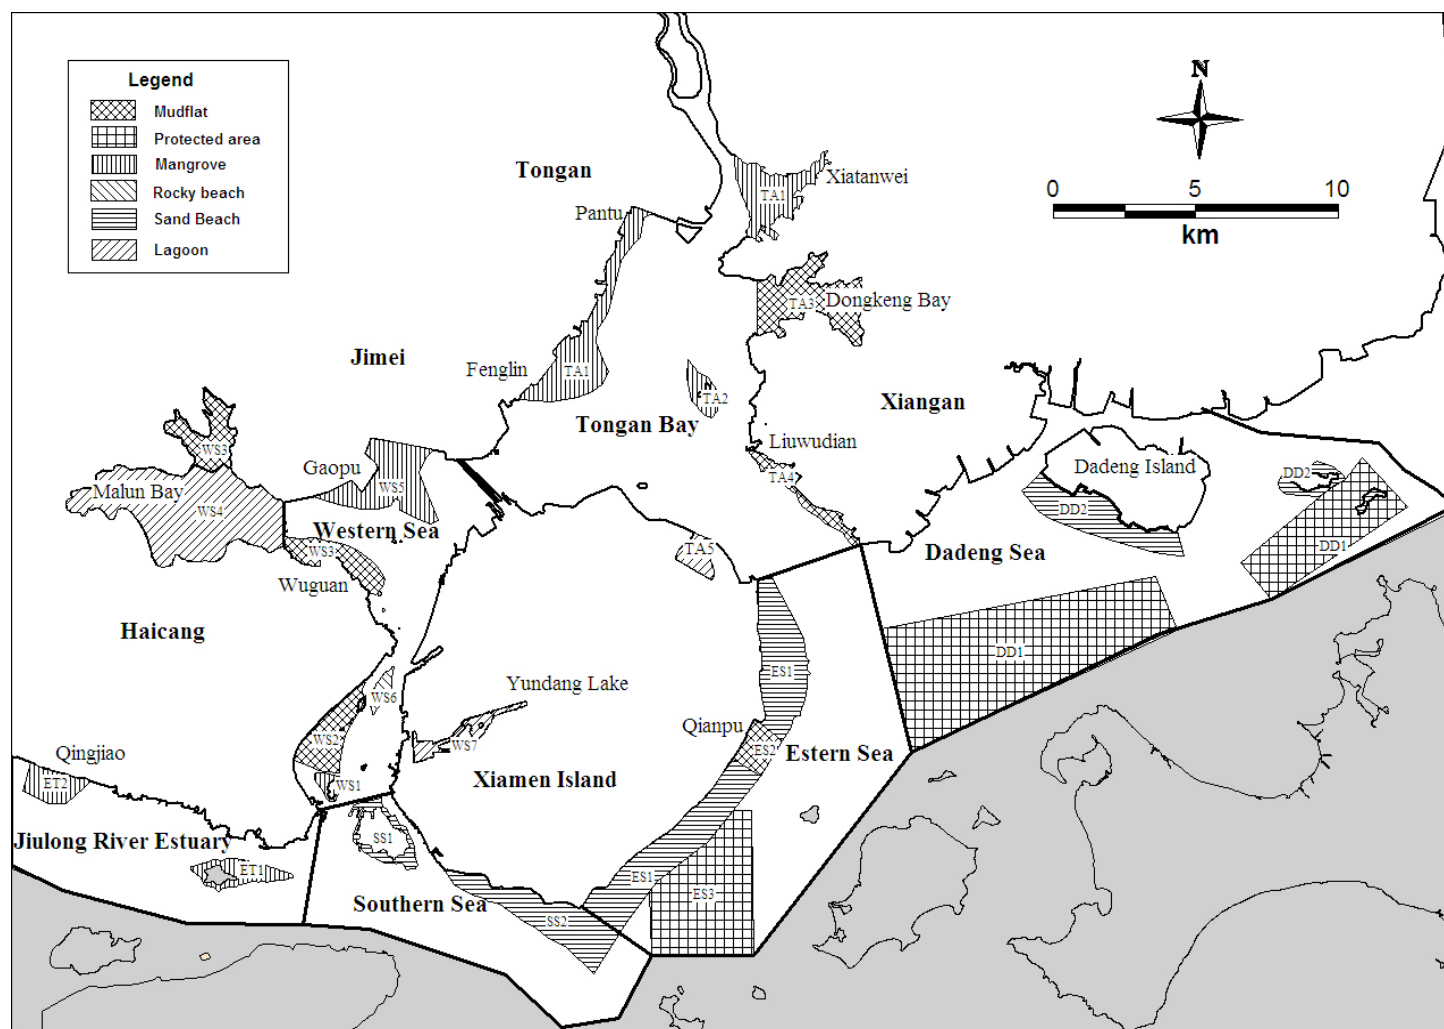 Legend
Mudflat
Protected area
Mangrove
Rocky beach
Sand Beach
Lagoon
N
0 5 10
km
Tongan
Xiatanwei
TA1
Pantu
TA3
Dongkeng Bay
Jimei
Fenglin
TA1
TA2
Xiangan
Tongan Bay
Liuwudian
WS3
Gaopu
TA4
Dadeng Island
DD2
Malun Bay
WS5
WS4
DD2
Western Sea
WS3
TA5
Dadeng Sea
DD1
Wuguan
Haicang
DD1
ES1
Yundang Lake
WS6
Qianpu
WS2
WS7
ES2
Estern Sea
Qingjiao
ET2
WS1
Xiamen Island
Jiulong River Estuary
SS1
ET1
ES1
ES3
Southern Sea
SS2